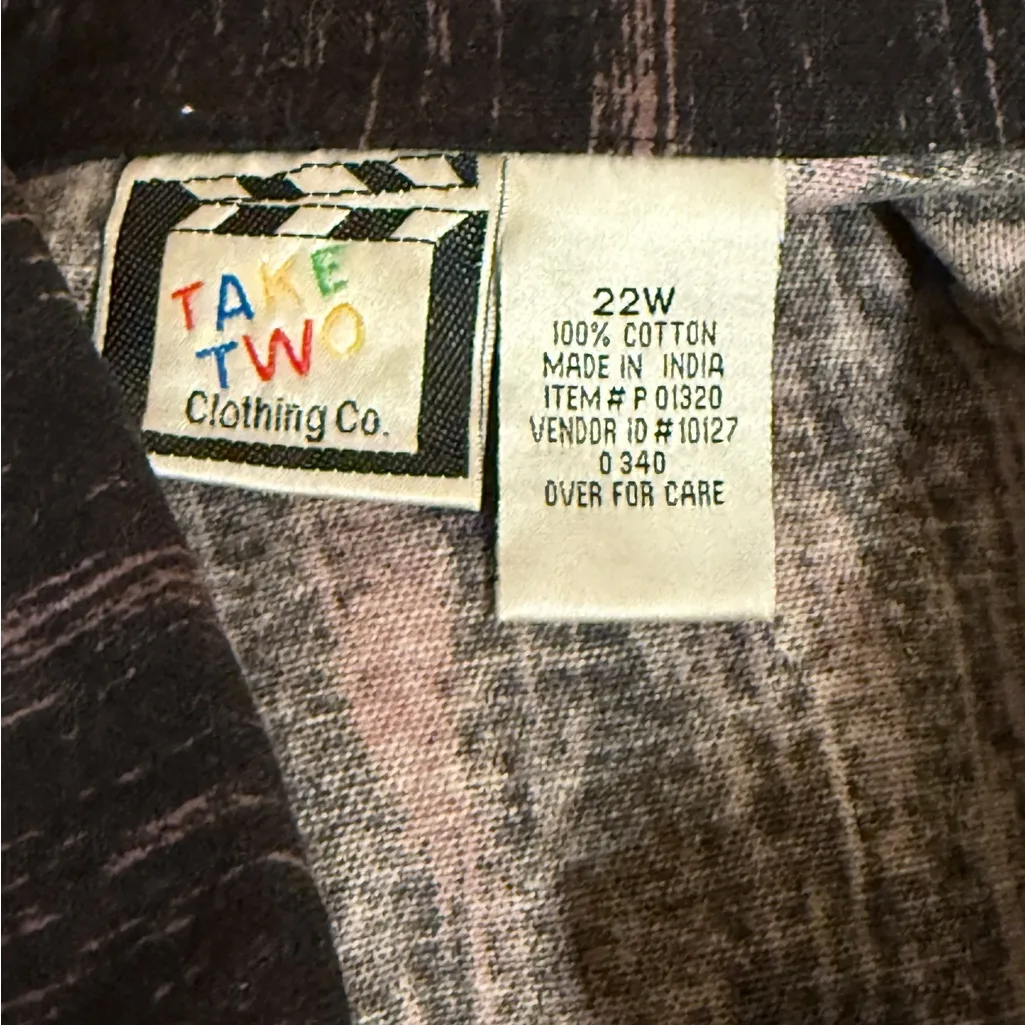 TAKE
TWO
Clothing Co.
22W
100% COTTON
MADE IN INDIA
ITEM # P 01320
VENDOR ID # 10127
0 340
OVER FOR CARE